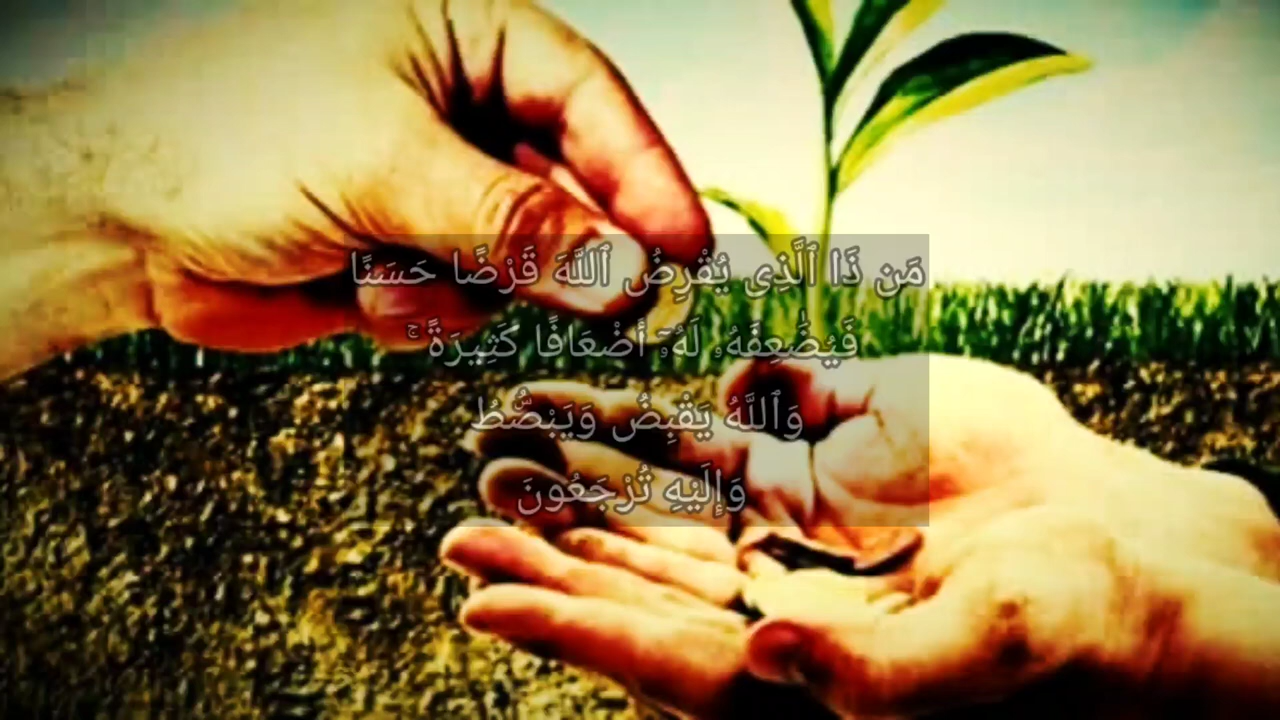 مَن ذَا ٱلَّذِى يُقْرِضُ ٱللَّهَ قَرْضًا حَسَنًا
فَيُضَٰعِفَهُۥ لَهُۥٓ أَضْعَافًا كَثِيرَةً ۚ
وَٱللَّهُ يَقْبِضُ وَيَبْصُّطُ
وَإِلَيْهِ تُرْجَعُونَ